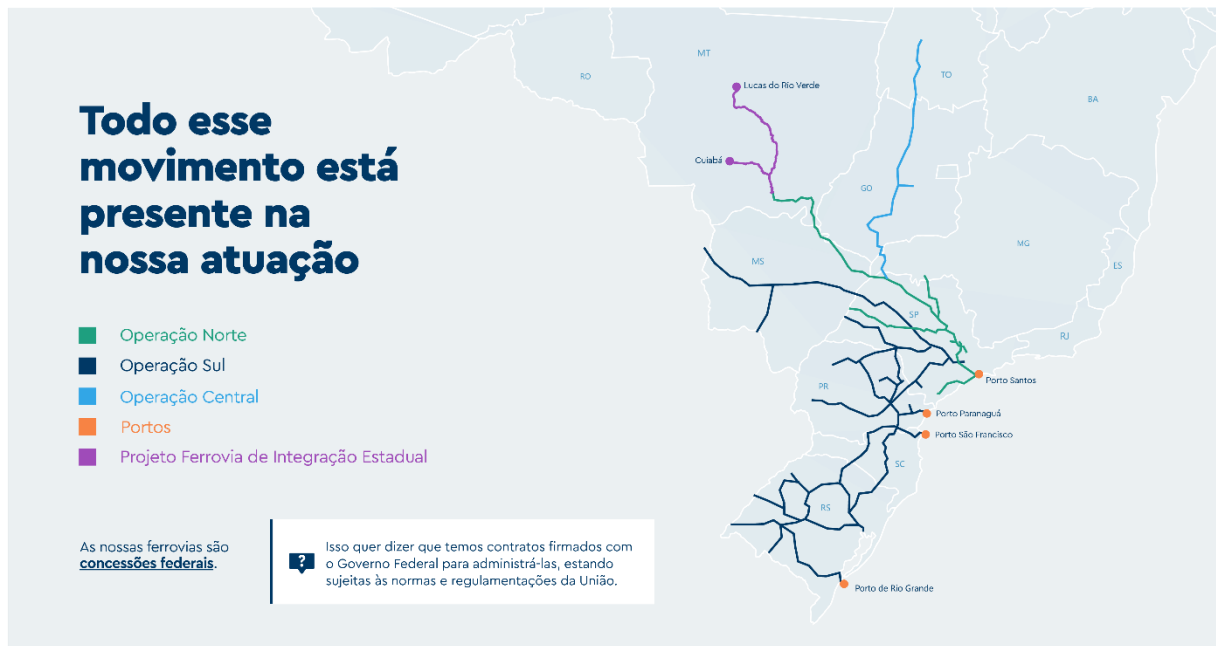 Todo esse
movimento está
presente na
nossa atuação
Operação Norte
Operação Sul
Operação Central
Portos
Projeto Ferrovia de Integração Estadual
As nossas ferrovias são
concessões federais.
?
Isso quer dizer que temos contratos firmados com
o Governo Federal para administrá-las, estando
sujeitas às normas e regulamentações da União.
MT
RO
TO
BA
Lucas do Rio Verde
Cuiabá
GO
MG
MS
ES
SP
RJ
Porto Santos
PR
Porto Paranaguá
Porto São Francisco
SC
RS
Porto de Rio Grande